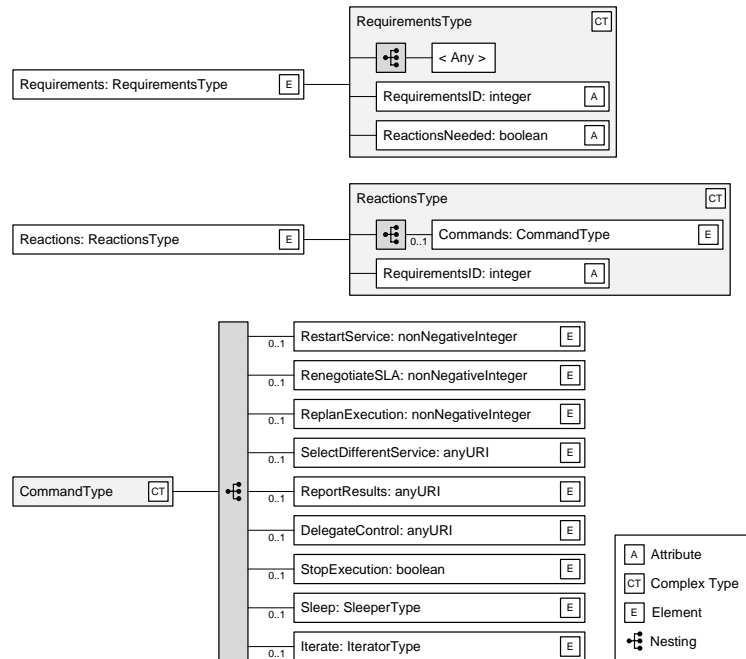 RequirementsType CT
< Any >
Requirements: RequirementsType E
RequirementsID: integer A
ReactionsNeeded: boolean A
ReactionsType CT
Reactions: ReactionsType E
0..1 Commands: CommandType E
RequirementsID: integer A
0..1 RestartService: nonNegativeInteger E
0..1 RenegotiateSLA: nonNegativeInteger E
0..1 ReplanExecution: nonNegativeInteger E
0..1 SelectDifferentService: anyURI E
CommandType CT
0..1 ReportResults: anyURI E
0..1 DelegateControl: anyURI E
0..1 StopExecution: boolean E
0..1 Sleep: SleeperType E
0..1 Iterate: IteratorType E
A Attribute
CT Complex Type
E Element
Nesting